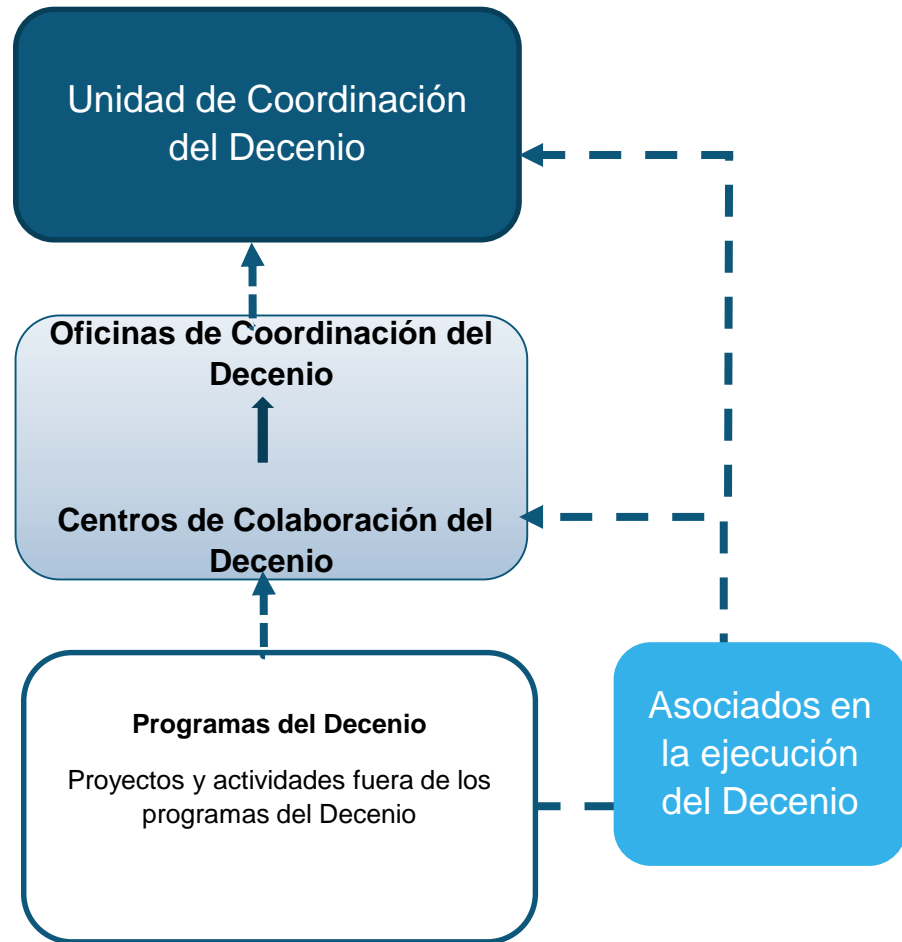 Unidad de Coordinación
del Decenio
Oficinas de Coordinación del
Decenio
Centros de Colaboración del
Decenio
Programas del Decenio
Proyectos y actividades fuera de los
programas del Decenio
Asociados en
la ejecución
del Decenio